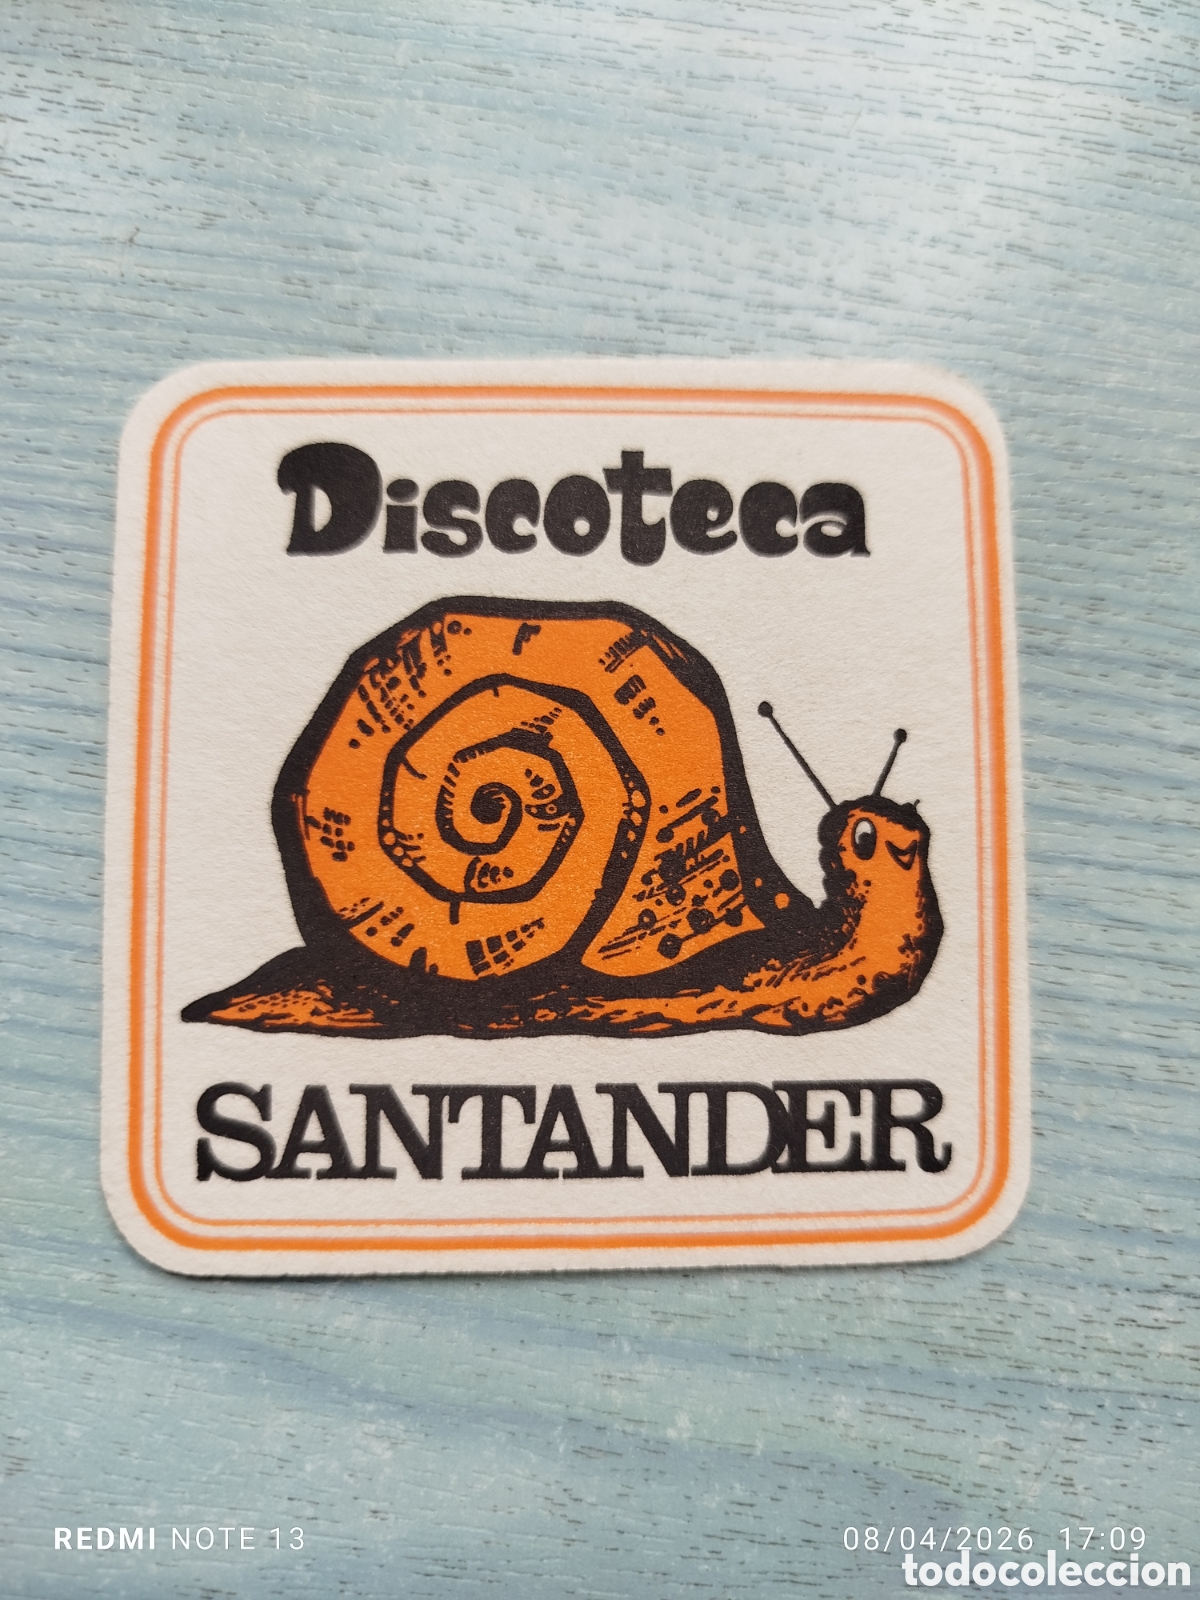 Discoteca
SANTANDER
REDMI NOTE 13
08/04/2026 17:09
todocoleccion